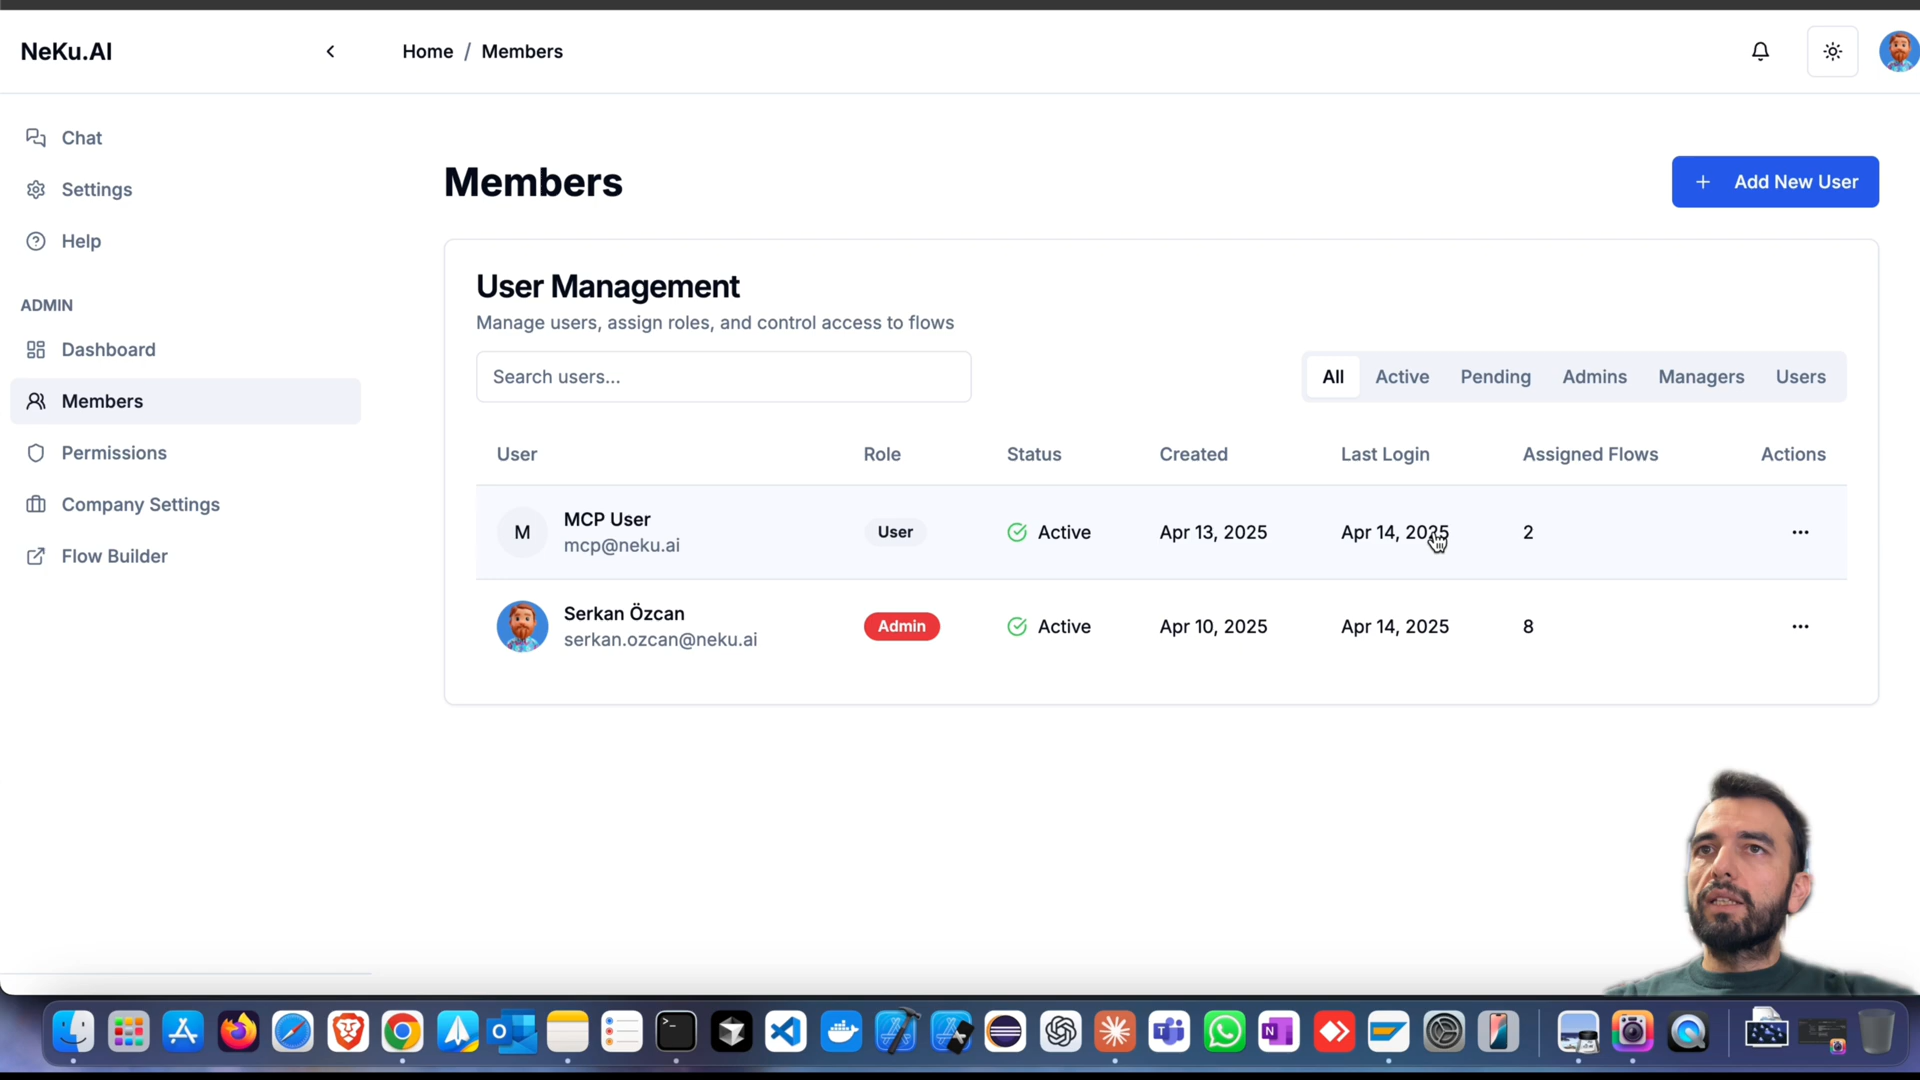 NeKu.AI
Home / Members
Chat
Settings
Help
ADMIN
Dashboard
Members
Permissions
Company Settings
Flow Builder
Members
+ Add New User
User Management
Manage users, assign roles, and control access to flows
Search users...
All Active Pending Admins Managers Users
User Role Status Created Last Login Assigned Flows Actions
M MCP User User Active Apr 13, 2025 Apr 14, 2025 2 ...
mcp@neku.ai
Serkan Özcan Admin Active Apr 10, 2025 Apr 14, 2025 8 ...
serkan.ozcan@neku.ai